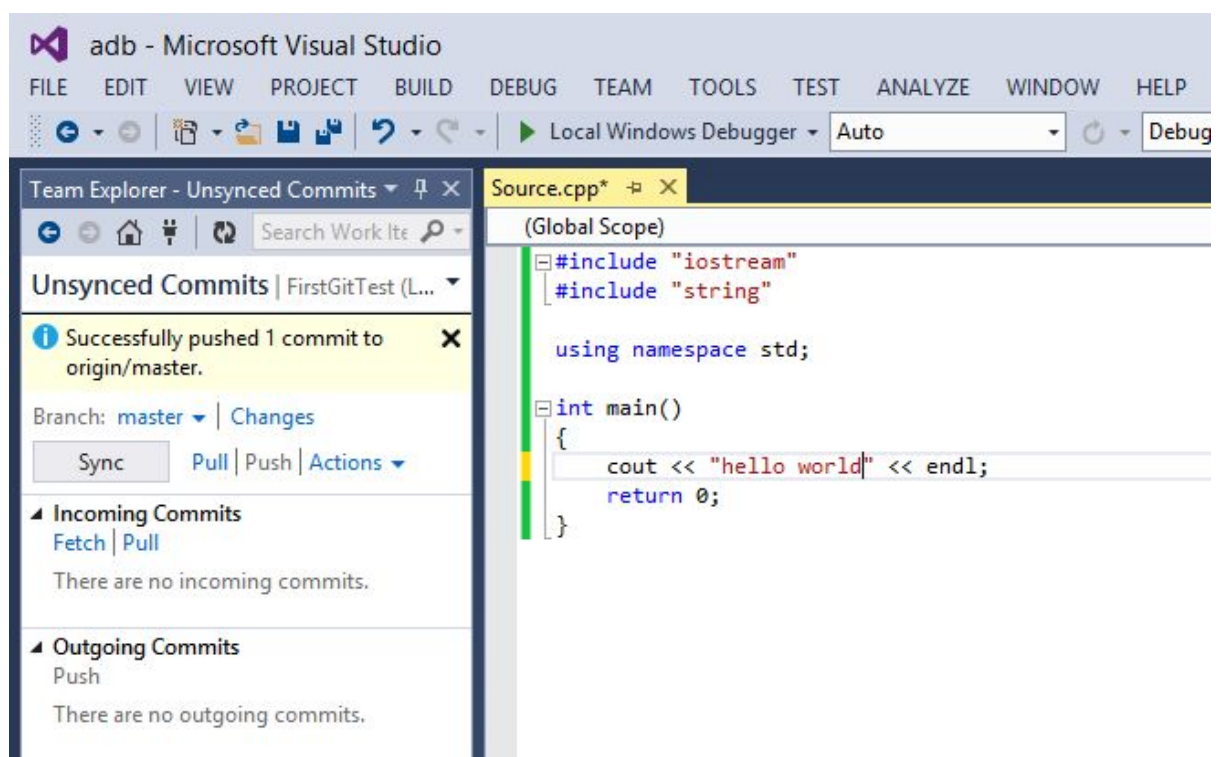 adb - Microsoft Visual Studio
FILE EDIT VIEW PROJECT BUILD DEBUG TEAM TOOLS TEST ANALYZE WINDOW HELP
Local Windows Debugger Auto Debug
Team Explorer - Unsynced Commits
Search Work Ite
Unsynced Commits | FirstGitTest (L...
Successfully pushed 1 commit to
origin/master.
Branch: master | Changes
Sync Pull | Push | Actions
Incoming Commits
Fetch | Pull
There are no incoming commits.
Outgoing Commits
Push
There are no outgoing commits.
Source.cpp*
(Global Scope)
#include "iostream"
#include "string"
using namespace std;
int main()
{
cout << "hello world" << endl;
return 0;
}